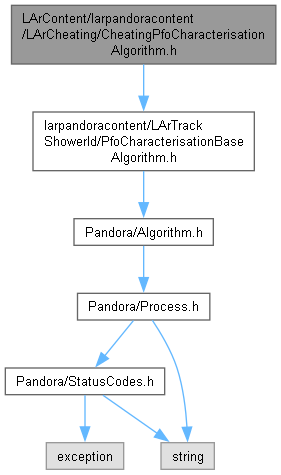 LArContent/larpandoracontent
/LArCheating/CheatingPfoCharacterisation
Algorithm.h
larpandoracontent/LArTrack
ShowerId/PfoCharacterisationBase
Algorithm.h
Pandora/Algorithm.h
Pandora/Process.h
Pandora/StatusCodes.h
exception
string